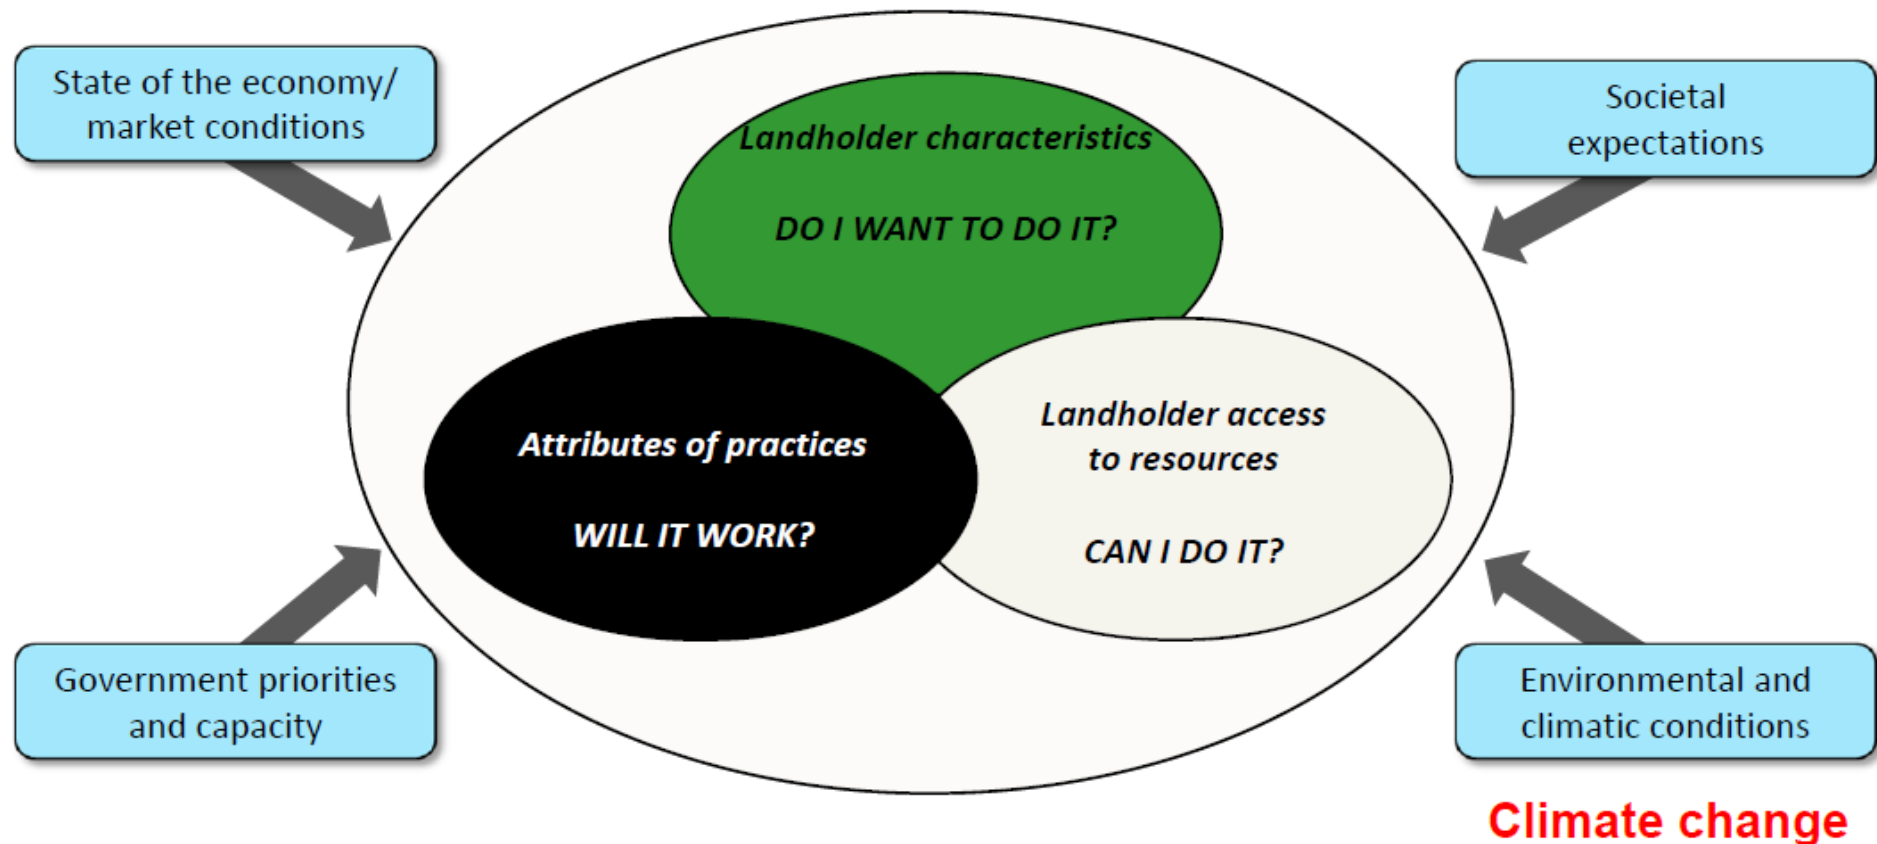 State of the economy/
market conditions
Societal
expectations
Landholder characteristics
DO I WANT TO DO IT?
Attributes of practices
WILL IT WORK?
Landholder access
to resources
CAN I DO IT?
Government priorities
and capacity
Environmental and
climatic conditions
Climate change